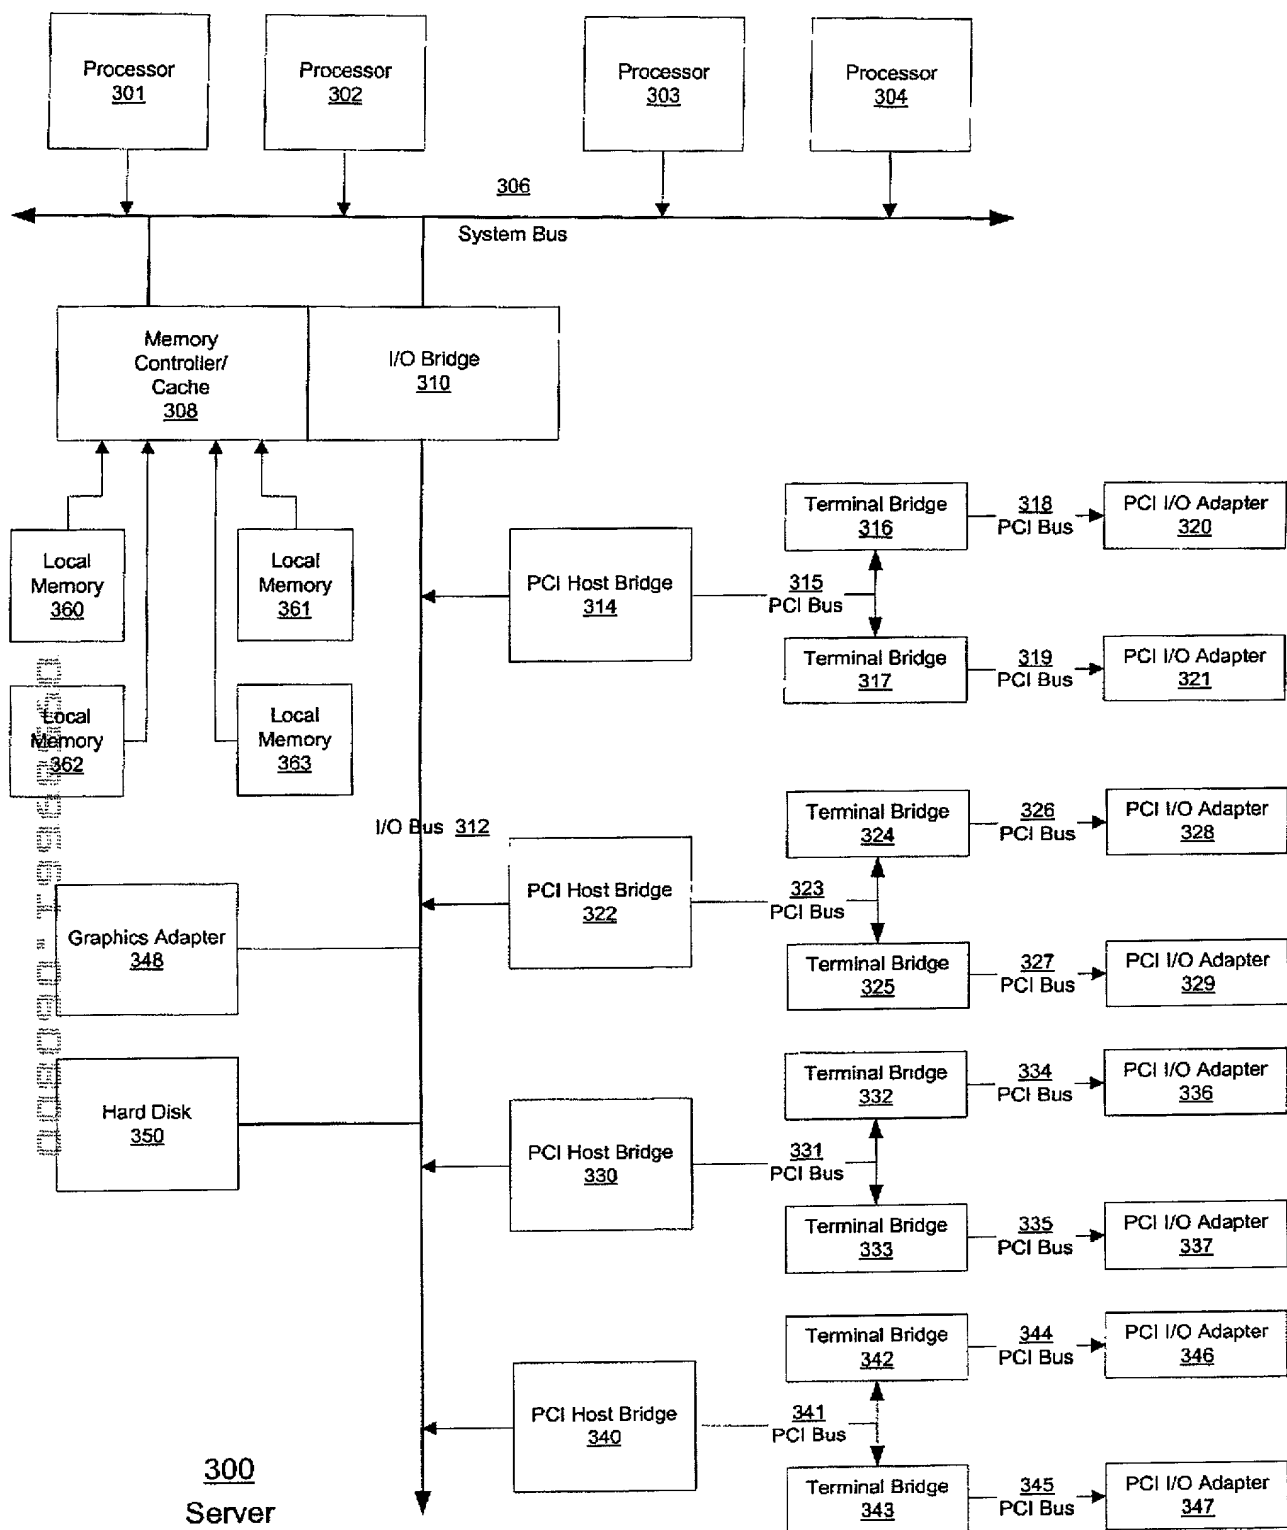 Processor
301
Processor
302
Processor
303
Processor
304
306
System Bus
Memory
Controller/
Cache
308
I/O Bridge
310
Local
Memory
360
Local
Memory
361
Local
Memory
362
Local
Memory
363
PCI Host Bridge
314
315
PCI Bus
Terminal Bridge
316
318
PCI Bus
PCI I/O Adapter
320
Terminal Bridge
317
319
PCI Bus
PCI I/O Adapter
321
I/O Bus 312
PCI Host Bridge
322
323
PCI Bus
Terminal Bridge
324
326
PCI Bus
PCI I/O Adapter
328
Terminal Bridge
325
327
PCI Bus
PCI I/O Adapter
329
Graphics Adapter
348
Hard Disk
350
PCI Host Bridge
330
331
PCI Bus
Terminal Bridge
332
334
PCI Bus
PCI I/O Adapter
336
Terminal Bridge
333
335
PCI Bus
PCI I/O Adapter
337
PCI Host Bridge
340
341
PCI Bus
Terminal Bridge
342
344
PCI Bus
PCI I/O Adapter
346
Terminal Bridge
343
345
PCI Bus
PCI I/O Adapter
347
300
Server